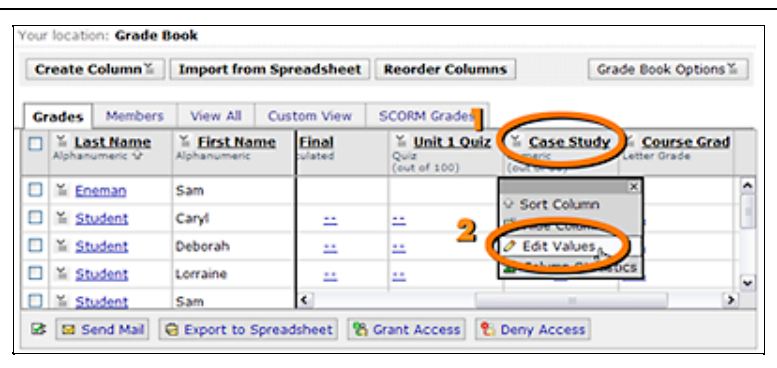 Your location: Grade Book
Create Column Import from Spreadsheet Reorder Columns Grade Book Options
Grades Members View All Custom View SCORM Grades
1
Last Name First Name Final Unit 1 Quiz Case Study Course Grad
Alphanumeric Alphanumeric culated Quiz Letter Grade
(out of 100)
Eneman Sam
Sort Column
Student Caryl -- --
2
Student Deborah -- -- Edit Values
Student Lorraine -- --
Student Sam
Send Mail Export to Spreadsheet Grant Access Deny Access